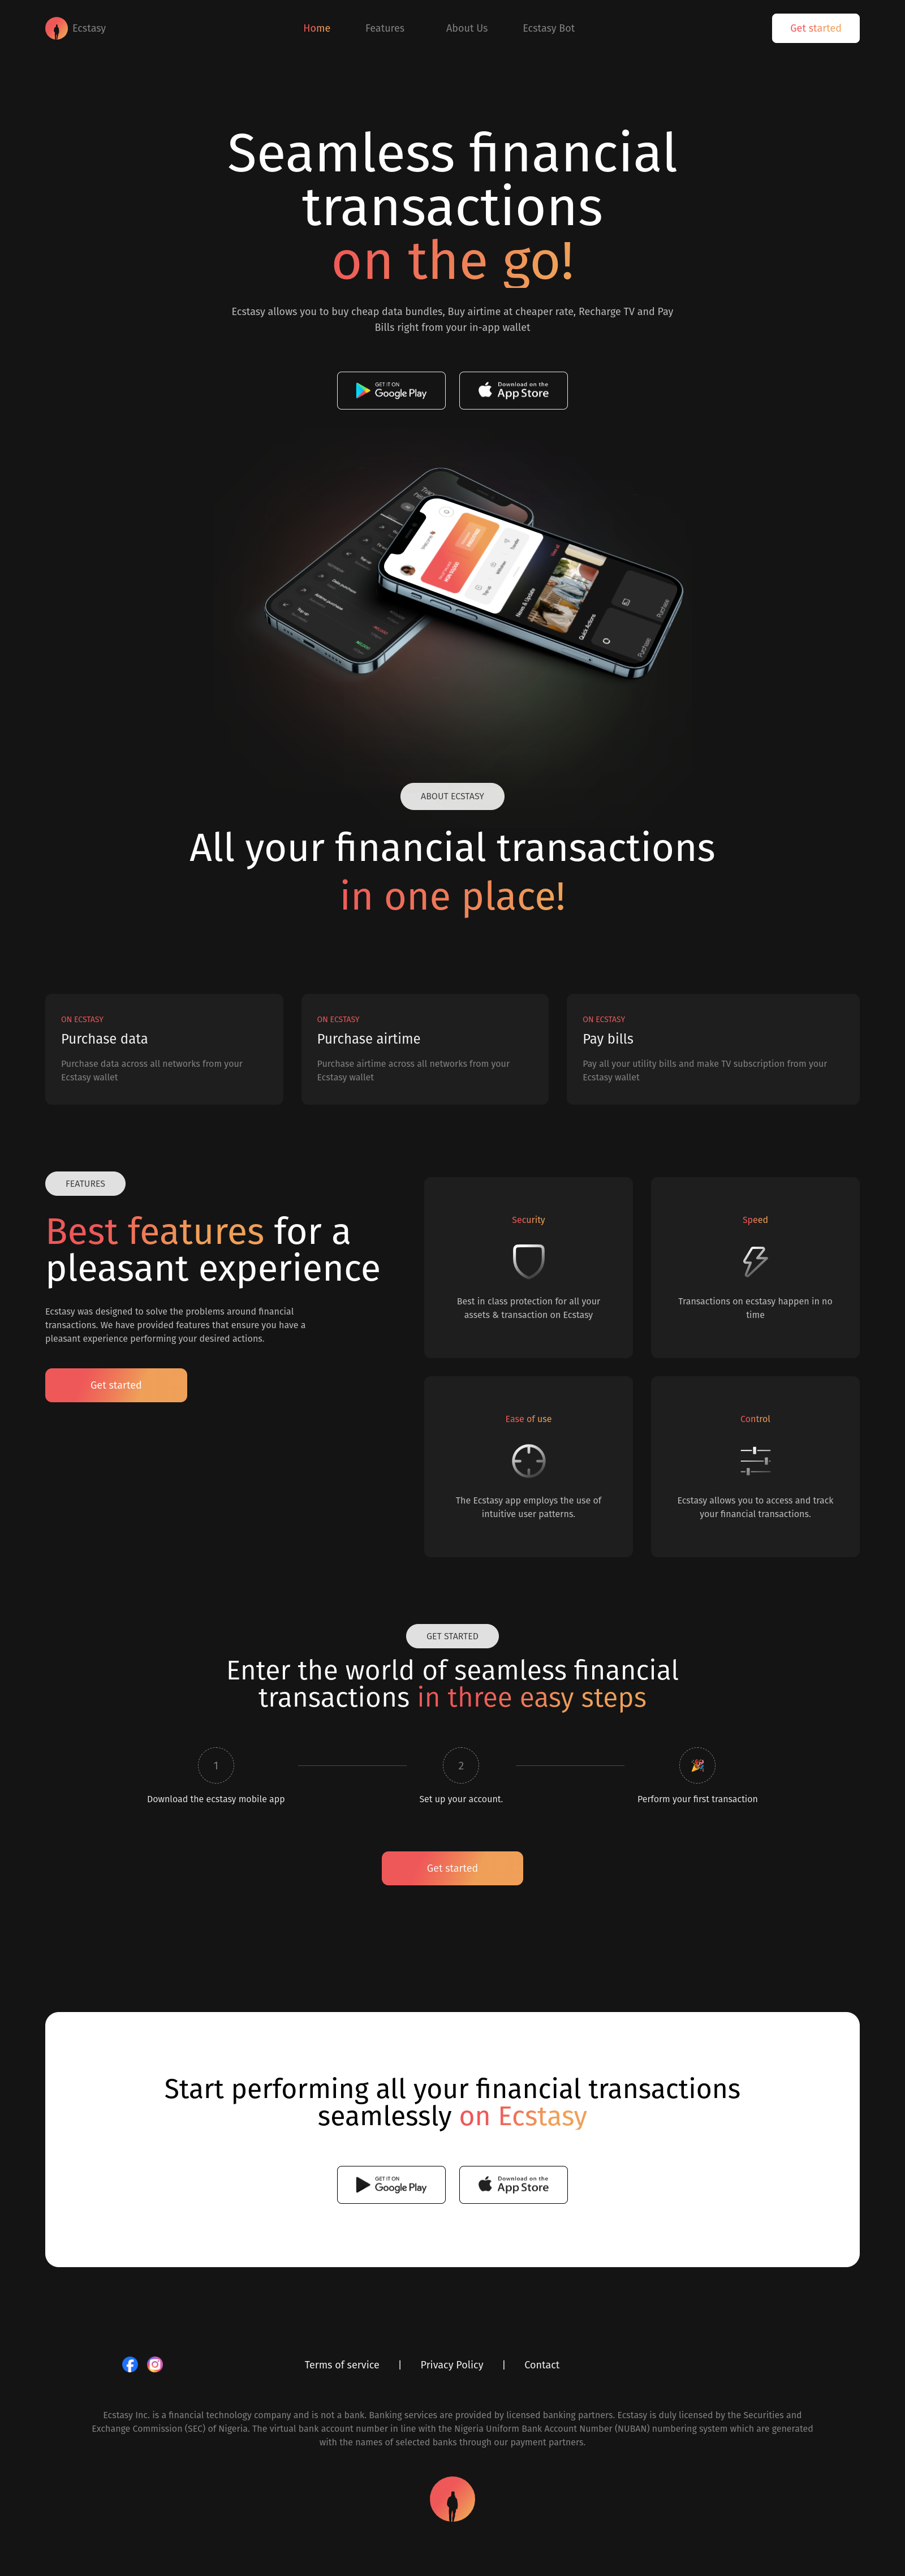 Ecstasy
Home
Features
About Us
Ecstasy Bot
Get started
Seamless financial
transactions
on the go!
Ecstasy allows you to buy cheap data bundles, Buy airtime at cheaper rate, Recharge TV and Pay
Bills right from your in-app wallet
GET IT ON
Google Play
Download on the
App Store
News & Update
Quick Actions
Purchase
Purchase
ABOUT ECSTASY
All your financial transactions
in one place!
ON ECSTASY
Purchase data
Purchase data across all networks from your
Ecstasy wallet
ON ECSTASY
Purchase airtime
Purchase airtime across all networks from your
Ecstasy wallet
ON ECSTASY
Pay bills
Pay all your utility bills and make TV subscription from your
Ecstasy wallet
FEATURES
Best features for a
pleasant experience
Ecstasy was designed to solve the problems around financial
transactions. We have provided features that ensure you have a
pleasant experience performing your desired actions.
Get started
Security
Best in class protection for all your
assets & transaction on Ecstasy
Speed
Transactions on ecstasy happen in no
time
Ease of use
The Ecstasy app employs the use of
intuitive user patterns.
Control
Ecstasy allows you to access and track
your financial transactions.
GET STARTED
Enter the world of seamless financial
transactions in three easy steps
1
Download the ecstasy mobile app
2
Set up your account.
Perform your first transaction
Get started
Start performing all your financial transactions
seamlessly on Ecstasy
GET IT ON
Google Play
Download on the
App Store
Terms of service | Privacy Policy | Contact
Ecstasy Inc. is a financial technology company and is not a bank. Banking services are provided by licensed banking partners. Ecstasy is duly licensed by the Securities and
Exchange Commission (SEC) of Nigeria. The virtual bank account number in line with the Nigeria Uniform Bank Account Number (NUBAN) numbering system which are generated
with the names of selected banks through our payment partners.